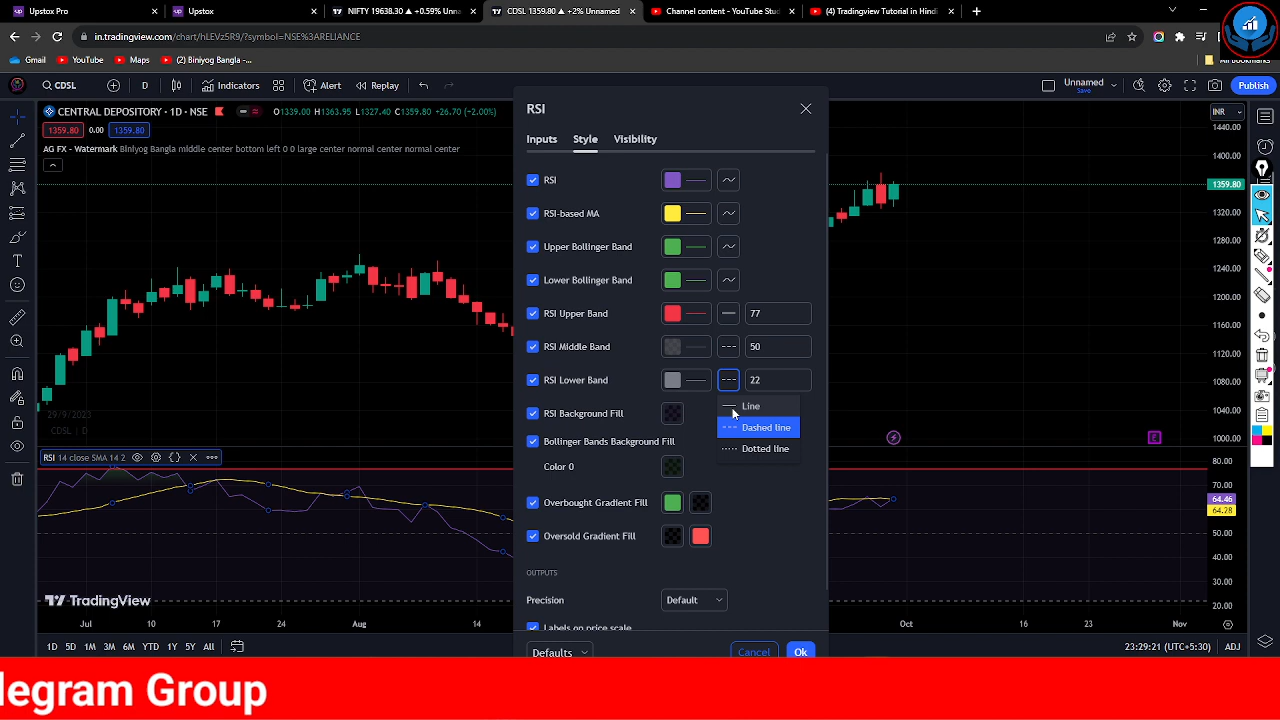 Upstox Pro
Upstox
NIFTY 19638.30 ▲ +0.59% Unna
CDSL 1359.80 ▲ +2% Unnamed
Channel content - YouTube Stu
(4) Tradingview Tutorial in Hindi
in.tradingview.com/chart/hLEVz5R9/?symbol=NSE%3ARELIANCE
Gmail
YouTube
Maps
(2) Biniyog Bangla -...
CDSL
D
Indicators
Alert
Replay
Unnamed
Save
Publish
CENTRAL DEPOSITORY · 1D · NSE
O1339.00 H1363.95 L1327.40 C1359.80 +26.70 (+2.00%)
1359.80 0.00 1359.80
AG FX - Watermark Biniyog Bangla middle center bottom left 0 0 large center normal center normal center
INR
1440.00
1400.00
1359.80
1320.00
1280.00
1240.00
1200.00
1160.00
1120.00
1080.00
1040.00
1000.00
29/9/2023
CDSL D
RSI 14 close SMA 14 2
80.00
70.00
64.46
64.28
50.00
40.00
30.00
20.00
RSI
Inputs
Style
Visibility
RSI
RSI-based MA
Upper Bollinger Band
Lower Bollinger Band
RSI Upper Band 77
RSI Middle Band 50
RSI Lower Band 22
Line
Dashed line
Dotted line
RSI Background Fill
Bollinger Bands Background Fill
Color 0
Overbought Gradient Fill
Oversold Gradient Fill
OUTPUTS
Precision Default
Labels on price scale
Defaults
Cancel
Ok
TradingView
E
Jul 10 17 24 Aug 14 Oct 16 23 Nov
1D 5D 1M 3M 6M YTD 1Y 5Y All
23:29:21 (UTC+5:30) ADJ
legram Group